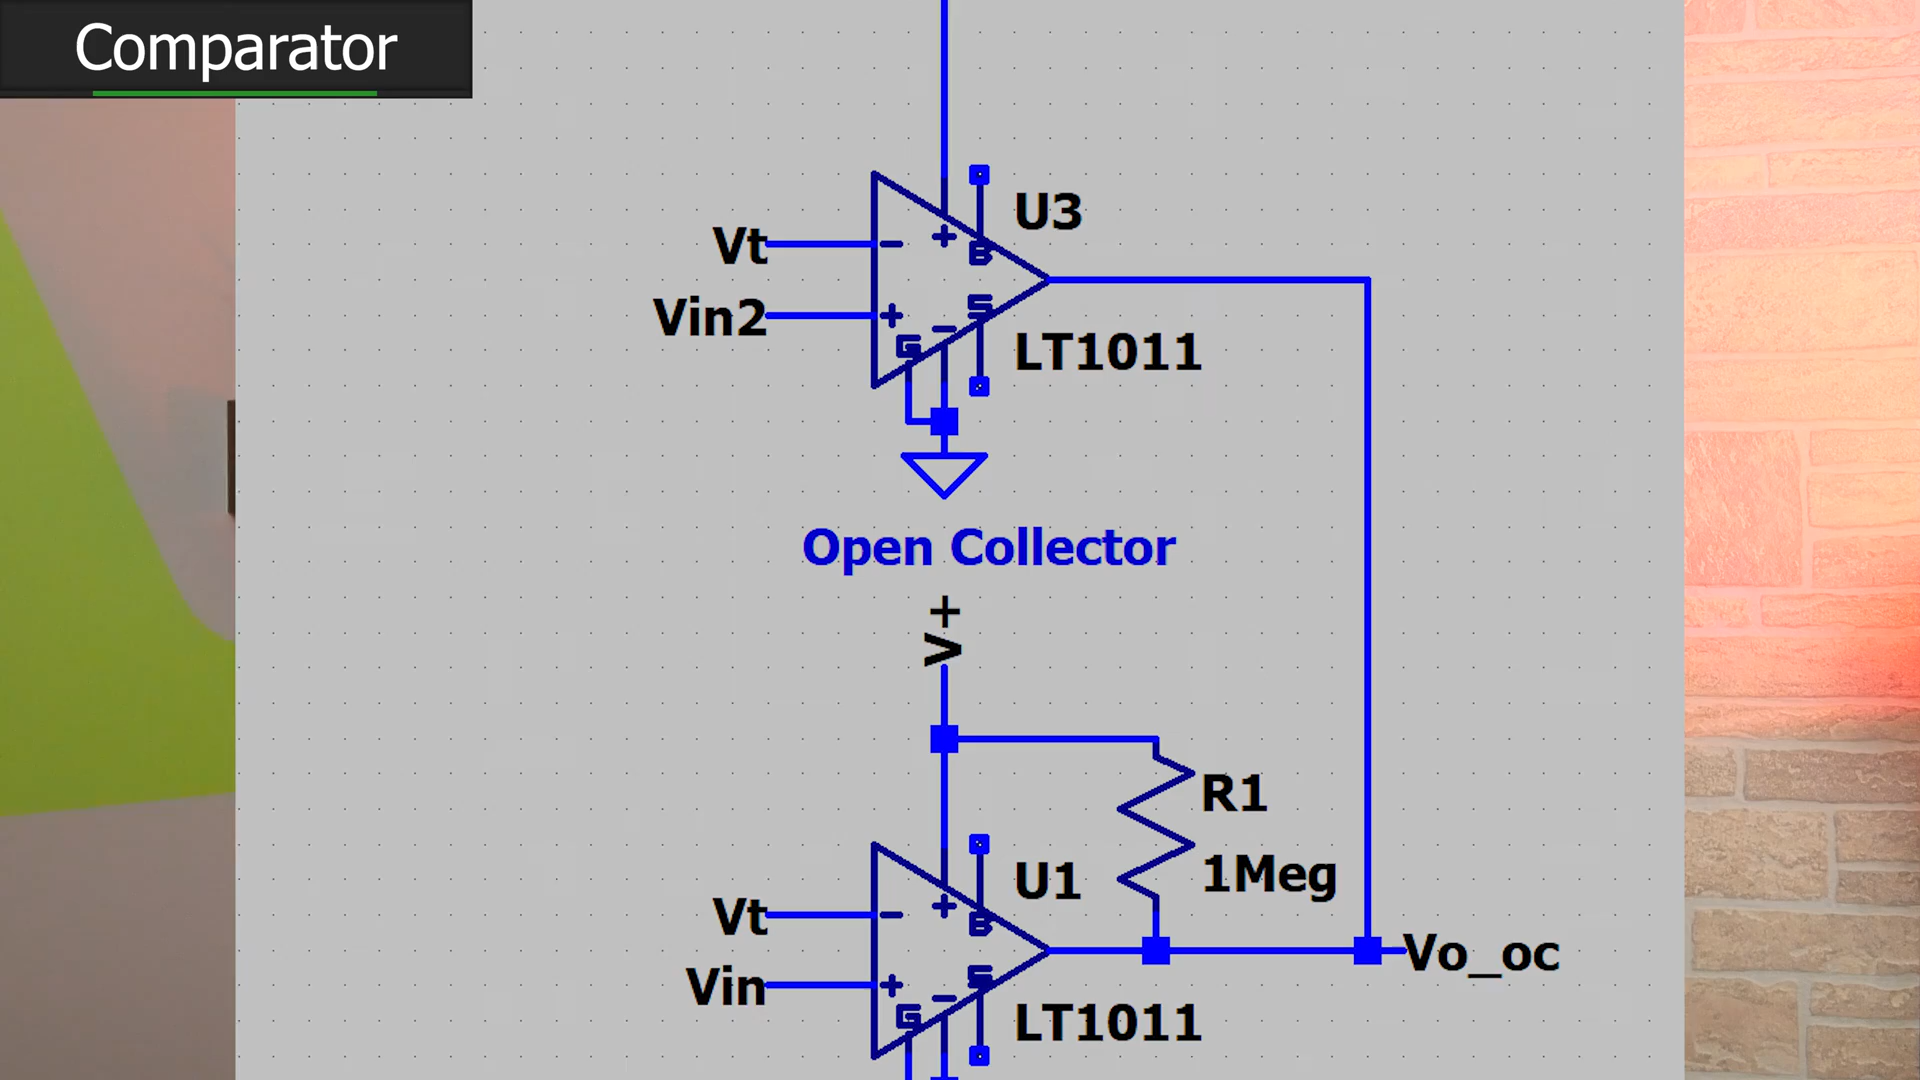 Comparator
U3
Vt
Vin2
LT1011
+
B
S
-
+
-
G
Open Collector
V+
R1
1Meg
U1
Vt
Vin
LT1011
+
B
S
-
+
-
G
Vo_oc